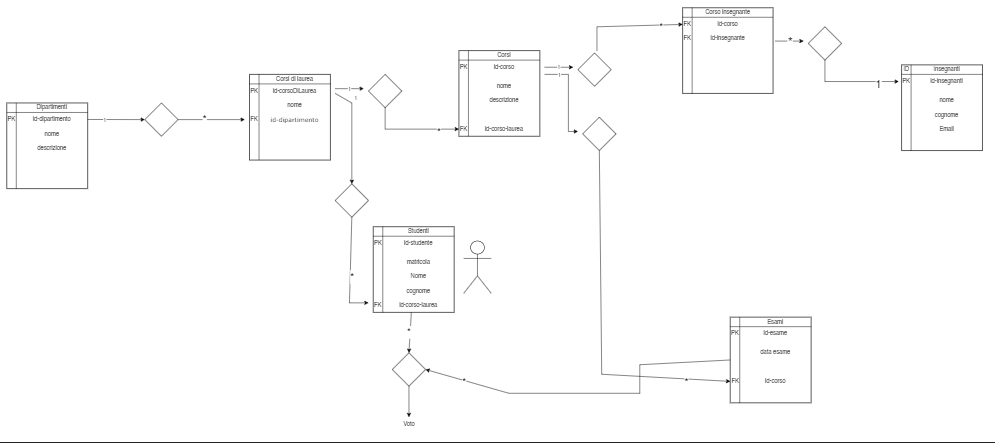 Dipartimenti
PK
Id-dipartimento
nome
descrizione
1
*
Corsi di laurea
PK
Id-corsoDiLaurea
nome
FK
id-dipartimento
1
1
*
Corsi
PK
Id-corso
nome
descrizione
FK
Id-corso-laurea
1
1
*
Corso Insegnante
FK
Id-corso
FK
Id-Insegnante
*
1
ID
Insegnanti
PK
Id-insegnanti
nome
cognome
Email
*
Studenti
PK
Id-studente
matricola
Nome
cognome
FK
Id-corso-laurea
*
*
*
Voto
Esami
PK
Id-esame
data esame
FK
Id-corso